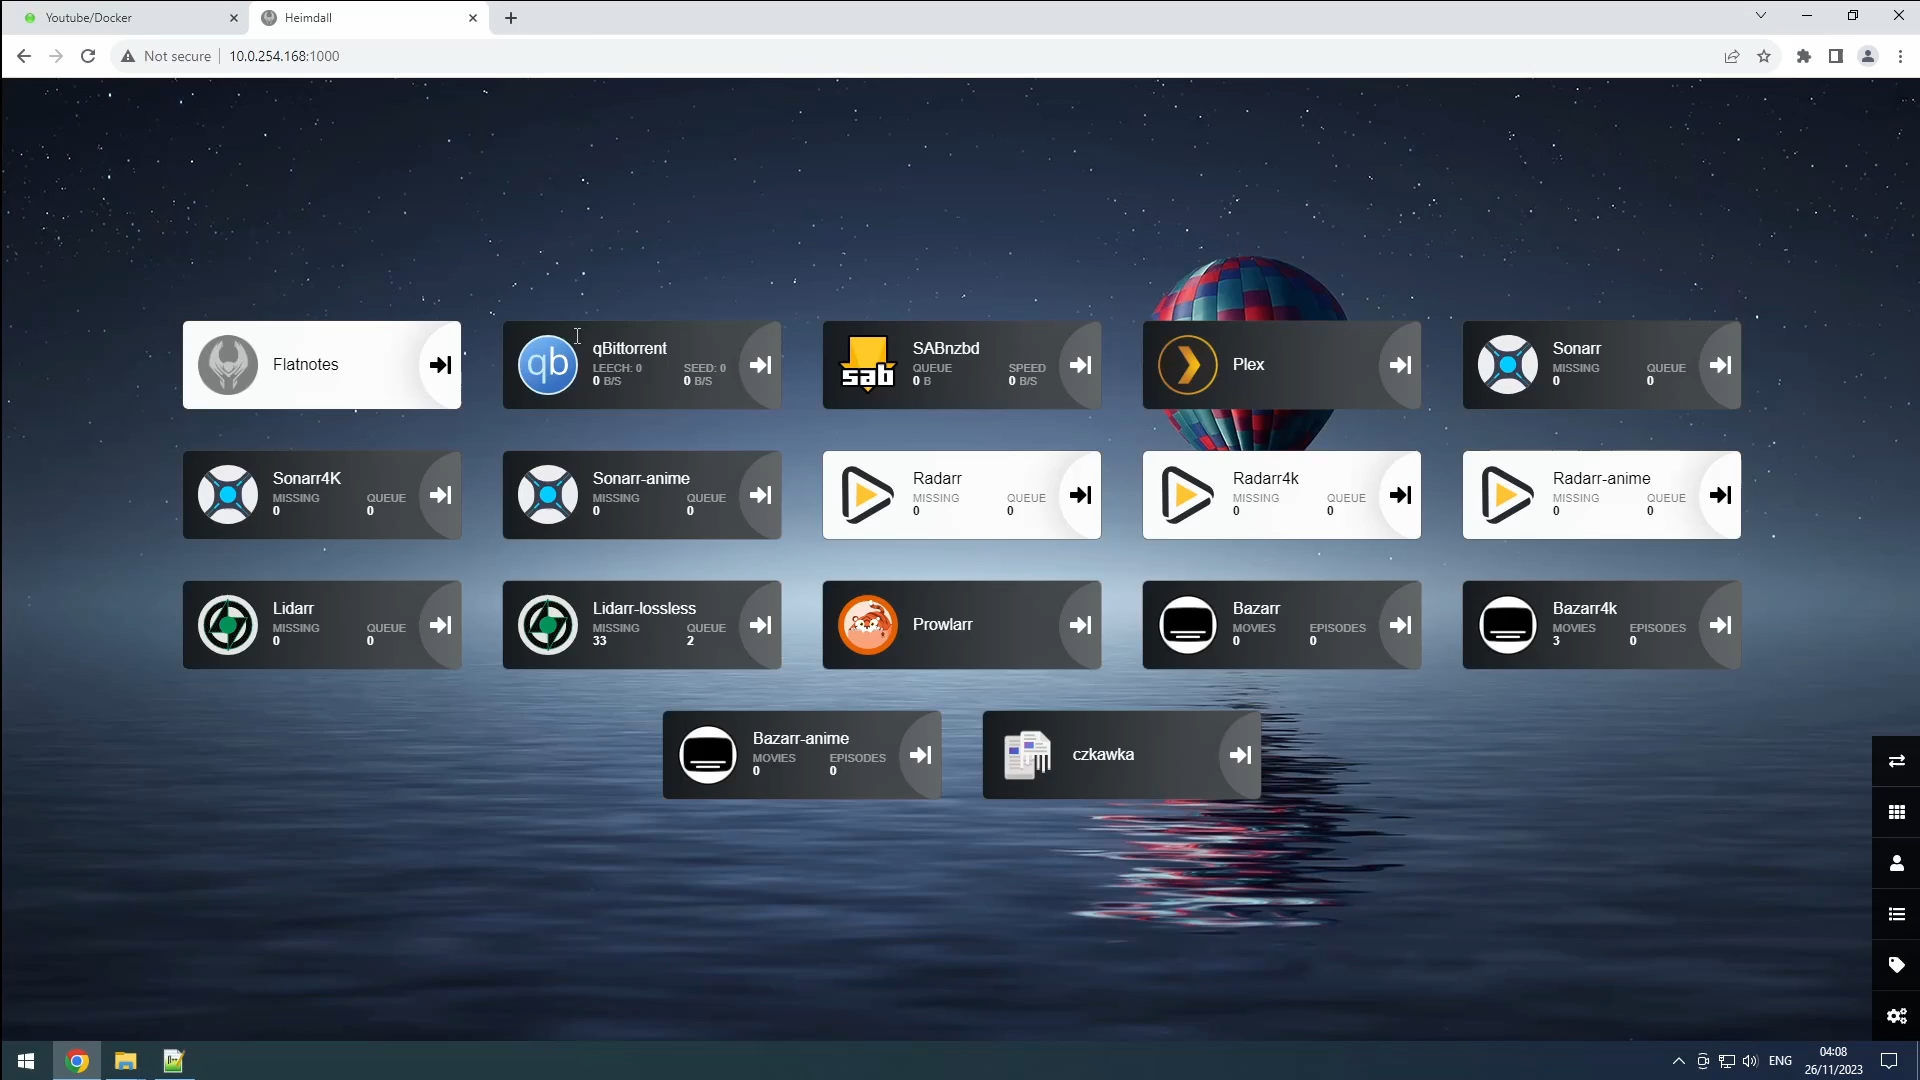 Youtube/Docker
Heimdall
Not secure
10.0.254.168:1000
Flatnotes
qb
qBittorrent
LEECH: 0 SEED: 0
0 B/S 0 B/S
sab
SABnzbd
QUEUE SPEED
0 B 0 B/S
Plex
Sonarr
MISSING QUEUE
0 0
Sonarr4K
MISSING QUEUE
0 0
Sonarr-anime
MISSING QUEUE
0 0
Radarr
MISSING QUEUE
0 0
Radarr4k
MISSING QUEUE
0 0
Radarr-anime
MISSING QUEUE
0 0
Lidarr
MISSING QUEUE
0 0
Lidarr-lossless
MISSING QUEUE
33 2
Prowlarr
Bazarr
MOVIES EPISODES
0 0
Bazarr4k
MOVIES EPISODES
3 0
Bazarr-anime
MOVIES EPISODES
0 0
czkawka
ENG
04:08
26/11/2023